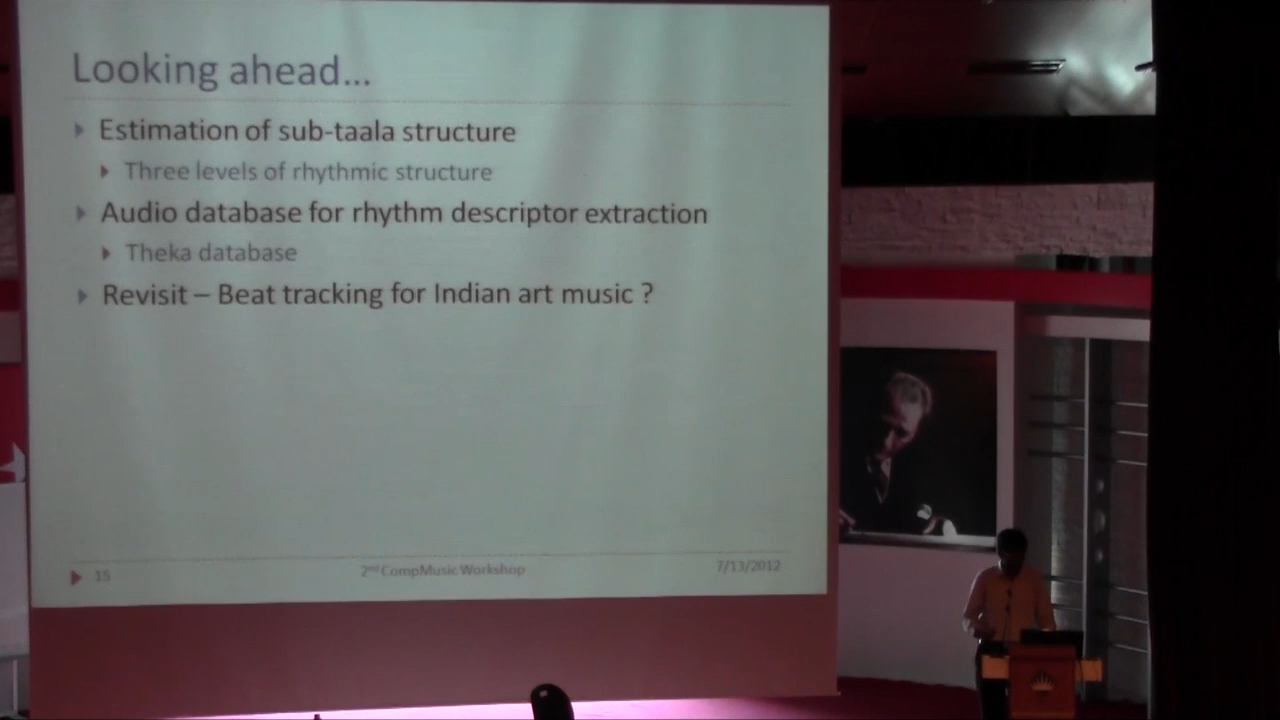 Looking ahead...
Estimation of sub-taala structure
Three levels of rhythmic structure
Audio database for rhythm descriptor extraction
Theka database
Revisit – Beat tracking for Indian art music ?
15
2nd CompMusic Workshop
7/13/2012